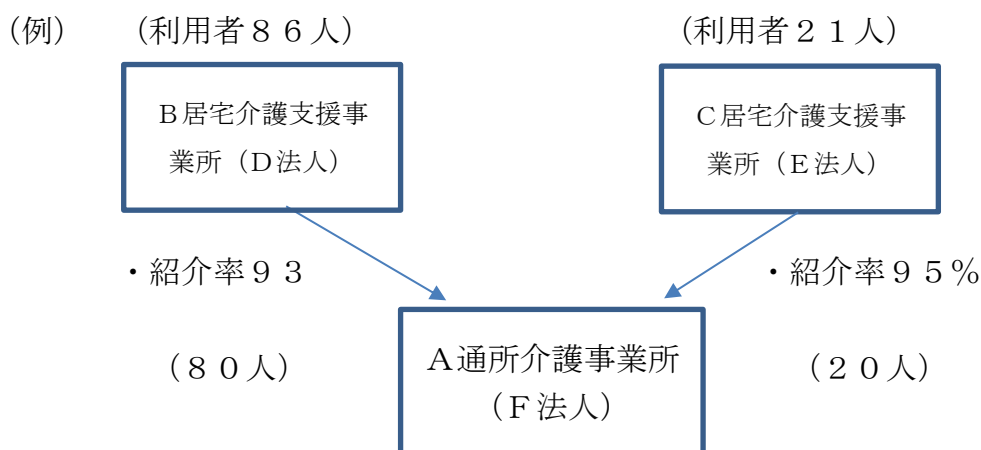 (例) (利用者８６人) (利用者２１人)
Ｂ居宅介護支援事
業所（Ｄ法人）
Ｃ居宅介護支援事
業所（Ｅ法人）
・紹介率９３
・紹介率９５％
Ａ通所介護事業所
（Ｆ法人）
（８０人）
（２０人）